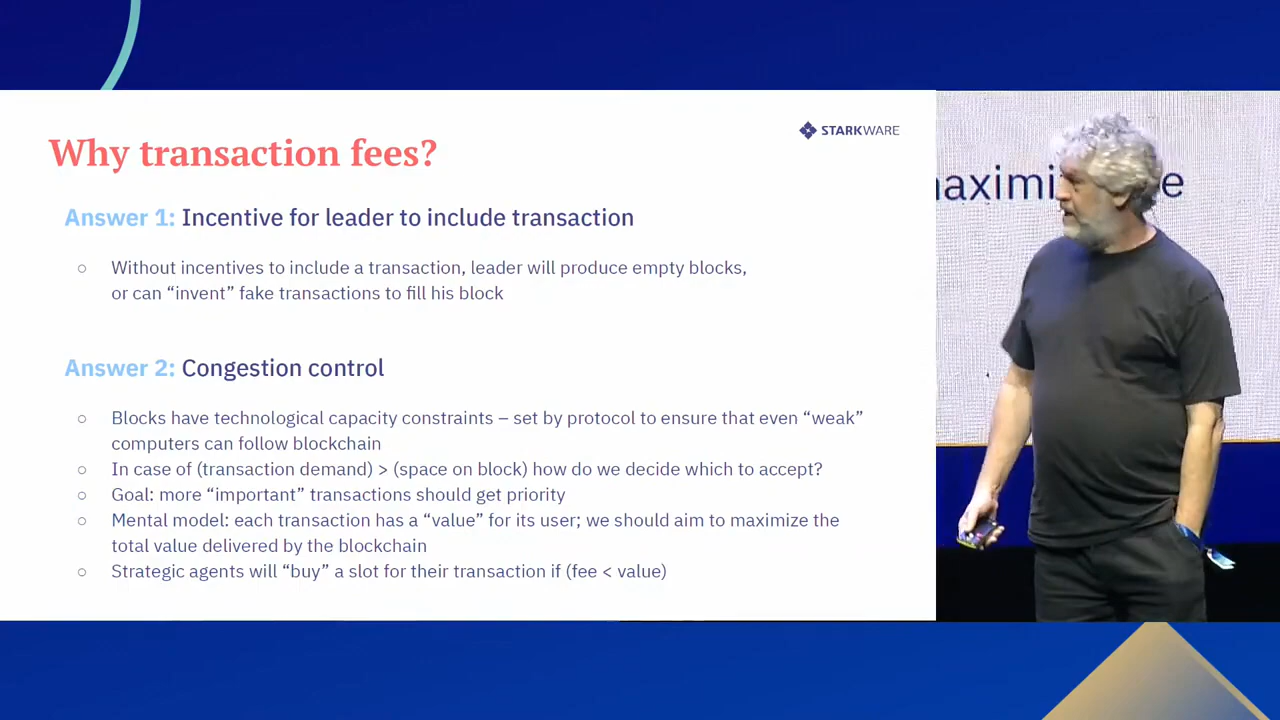 STARKWARE
Why transaction fees?
Answer 1: Incentive for leader to include transaction
○ Without incentives to include a transaction, leader will produce empty blocks,
or can “invent” fake transactions to fill his block
Answer 2: Congestion control
○ Blocks have technological capacity constraints – set by protocol to ensure that even “weak”
computers can follow blockchain
○ In case of (transaction demand) > (space on block) how do we decide which to accept?
○ Goal: more “important” transactions should get priority
○ Mental model: each transaction has a “value” for its user; we should aim to maximize the
total value delivered by the blockchain
○ Strategic agents will “buy” a slot for their transaction if (fee < value)